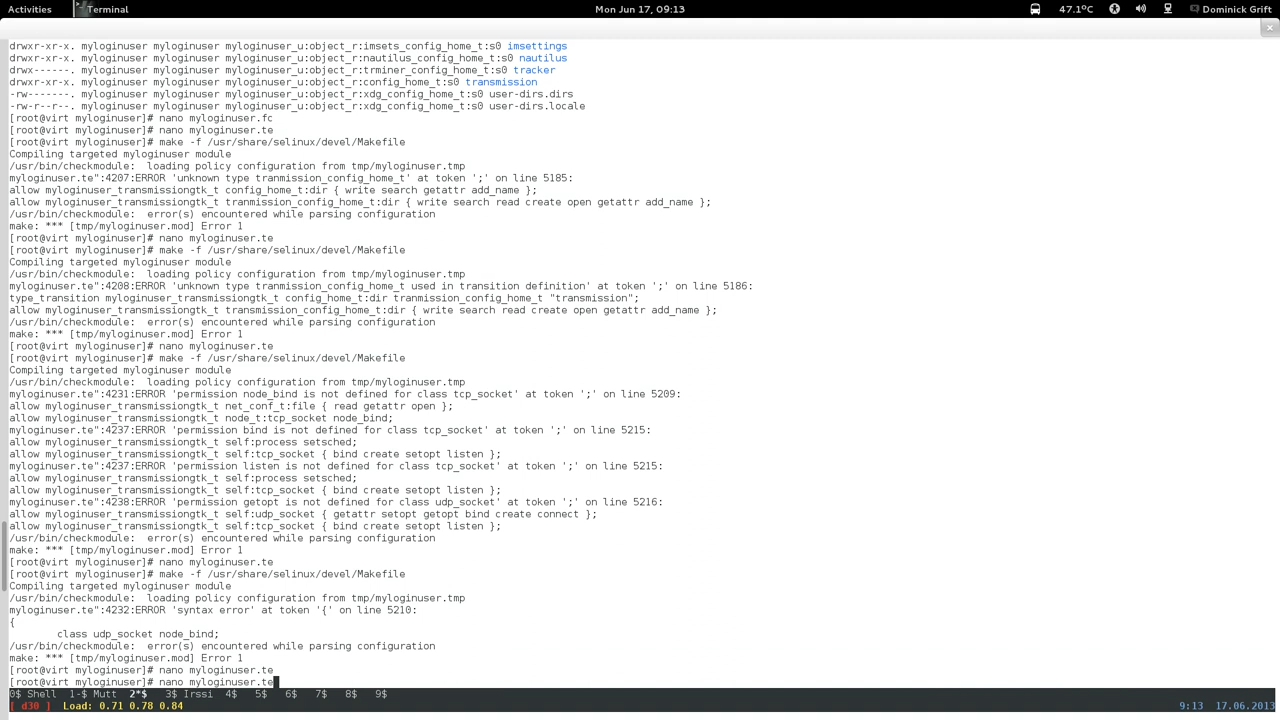 Activities
Terminal
Mon Jun 17, 09:13
47.1°C
Dominick Grift
drwxr-xr-x. myloginuser myloginuser myloginuser_u:object_r:imsets_config_home_t:s0 imsettings
drwxr-xr-x. myloginuser myloginuser myloginuser_u:object_r:nautilus_config_home_t:s0 nautilus
drwx------. myloginuser myloginuser myloginuser_u:object_r:trminer_config_home_t:s0 tracker
drwxr-xr-x. myloginuser myloginuser myloginuser_u:object_r:config_home_t:s0 transmission
-rw-------. myloginuser myloginuser myloginuser_u:object_r:xdg_config_home_t:s0 user-dirs.dirs
-rw-r--r--. myloginuser myloginuser myloginuser_u:object_r:xdg_config_home_t:s0 user-dirs.locale
[root@virt myloginuser]# nano myloginuser.fc
[root@virt myloginuser]# nano myloginuser.te
[root@virt myloginuser]# make -f /usr/share/selinux/devel/Makefile
Compiling targeted myloginuser module
/usr/bin/checkmodule:  loading policy configuration from tmp/myloginuser.tmp
myloginuser.te":4207:ERROR 'unknown type tranmission_config_home_t' at token ';' on line 5185:
allow myloginuser_transmissiongtk_t config_home_t:dir { write search getattr add_name };
allow myloginuser_transmissiongtk_t tranmission_config_home_t:dir { write search read create open getattr add_name };
/usr/bin/checkmodule:  error(s) encountered while parsing configuration
make: *** [tmp/myloginuser.mod] Error 1
[root@virt myloginuser]# nano myloginuser.te
[root@virt myloginuser]# make -f /usr/share/selinux/devel/Makefile
Compiling targeted myloginuser module
/usr/bin/checkmodule:  loading policy configuration from tmp/myloginuser.tmp
myloginuser.te":4208:ERROR 'unknown type tranmission_config_home_t used in transition definition' at token ';' on line 5186:
type_transition myloginuser_transmissiongtk_t config_home_t:dir tranmission_config_home_t "transmission";
allow myloginuser_transmissiongtk_t transmission_config_home_t:dir { write search read create open getattr add_name };
/usr/bin/checkmodule:  error(s) encountered while parsing configuration
make: *** [tmp/myloginuser.mod] Error 1
[root@virt myloginuser]# nano myloginuser.te
[root@virt myloginuser]# make -f /usr/share/selinux/devel/Makefile
Compiling targeted myloginuser module
/usr/bin/checkmodule:  loading policy configuration from tmp/myloginuser.tmp
myloginuser.te":4231:ERROR 'permission node_bind is not defined for class tcp_socket' at token ';' on line 5209:
allow myloginuser_transmissiongtk_t net_conf_t:file { read getattr open };
allow myloginuser_transmissiongtk_t node_t:tcp_socket node_bind;
myloginuser.te":4237:ERROR 'permission bind is not defined for class tcp_socket' at token ';' on line 5215:
allow myloginuser_transmissiongtk_t self:process setsched;
allow myloginuser_transmissiongtk_t self:tcp_socket { bind create setopt listen };
myloginuser.te":4237:ERROR 'permission listen is not defined for class tcp_socket' at token ';' on line 5215:
allow myloginuser_transmissiongtk_t self:process setsched;
allow myloginuser_transmissiongtk_t self:tcp_socket { bind create setopt listen };
myloginuser.te":4238:ERROR 'permission getopt is not defined for class udp_socket' at token ';' on line 5216:
allow myloginuser_transmissiongtk_t self:udp_socket { getattr setopt getopt bind create connect };
allow myloginuser_transmissiongtk_t self:tcp_socket { bind create setopt listen };
/usr/bin/checkmodule:  error(s) encountered while parsing configuration
make: *** [tmp/myloginuser.mod] Error 1
[root@virt myloginuser]# nano myloginuser.te
[root@virt myloginuser]# make -f /usr/share/selinux/devel/Makefile
Compiling targeted myloginuser module
/usr/bin/checkmodule:  loading policy configuration from tmp/myloginuser.tmp
myloginuser.te":4232:ERROR 'syntax error' at token '{' on line 5210:
{
        class udp_socket node_bind;
/usr/bin/checkmodule:  error(s) encountered while parsing configuration
make: *** [tmp/myloginuser.mod] Error 1
[root@virt myloginuser]# nano myloginuser.te
[root@virt myloginuser]# nano myloginuser.te
0$ Shell  1-$ Mutt  2*$  3$ Irssi  4$  5$  6$  7$  8$  9$
[ d30 ]  Load: 0.71 0.78 0.84  9:13  17.06.2013